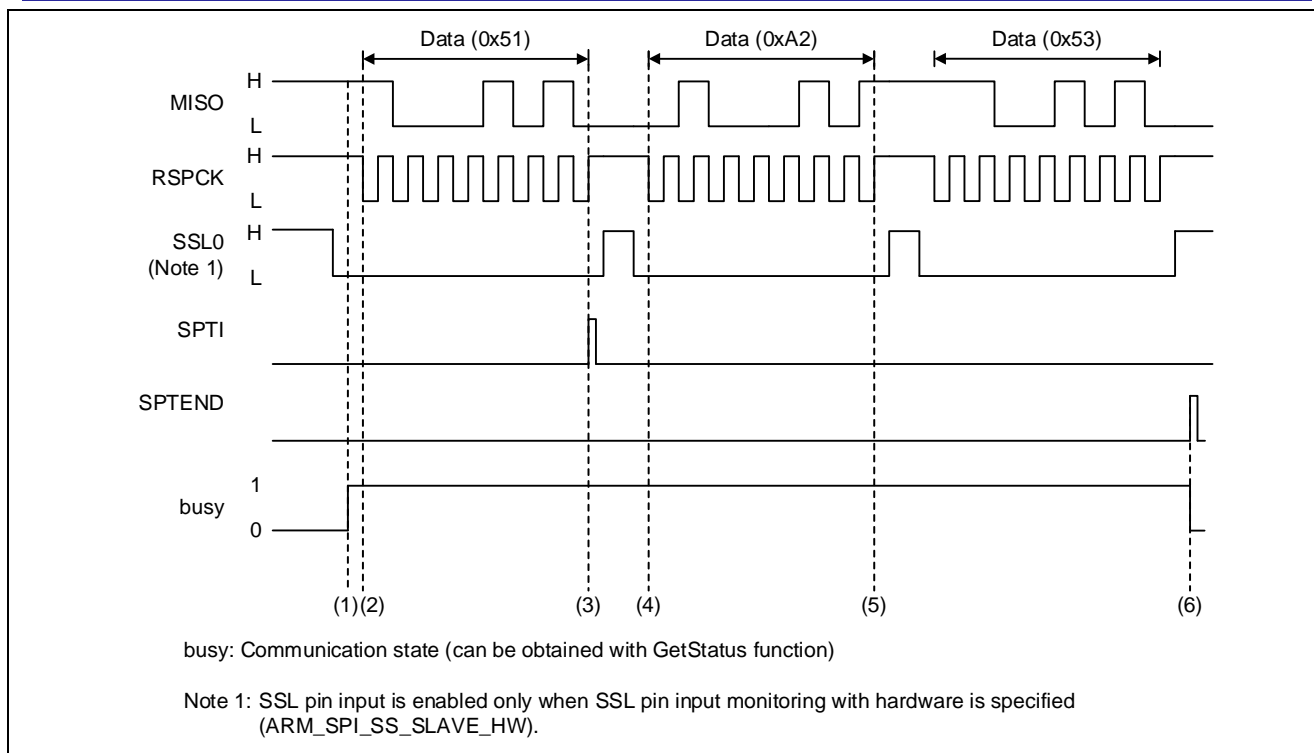 Data (0x51) Data (0xA2) Data (0x53)
H
MISO
L
H
RSPCK
L
H
SSL0
(Note 1)
L
SPTI
SPTEND
1
busy
0
(1) (2) (3) (4) (5) (6)
busy: Communication state (can be obtained with GetStatus function)
Note 1: SSL pin input is enabled only when SSL pin input monitoring with hardware is specified
(ARM_SPI_SS_SLAVE_HW).